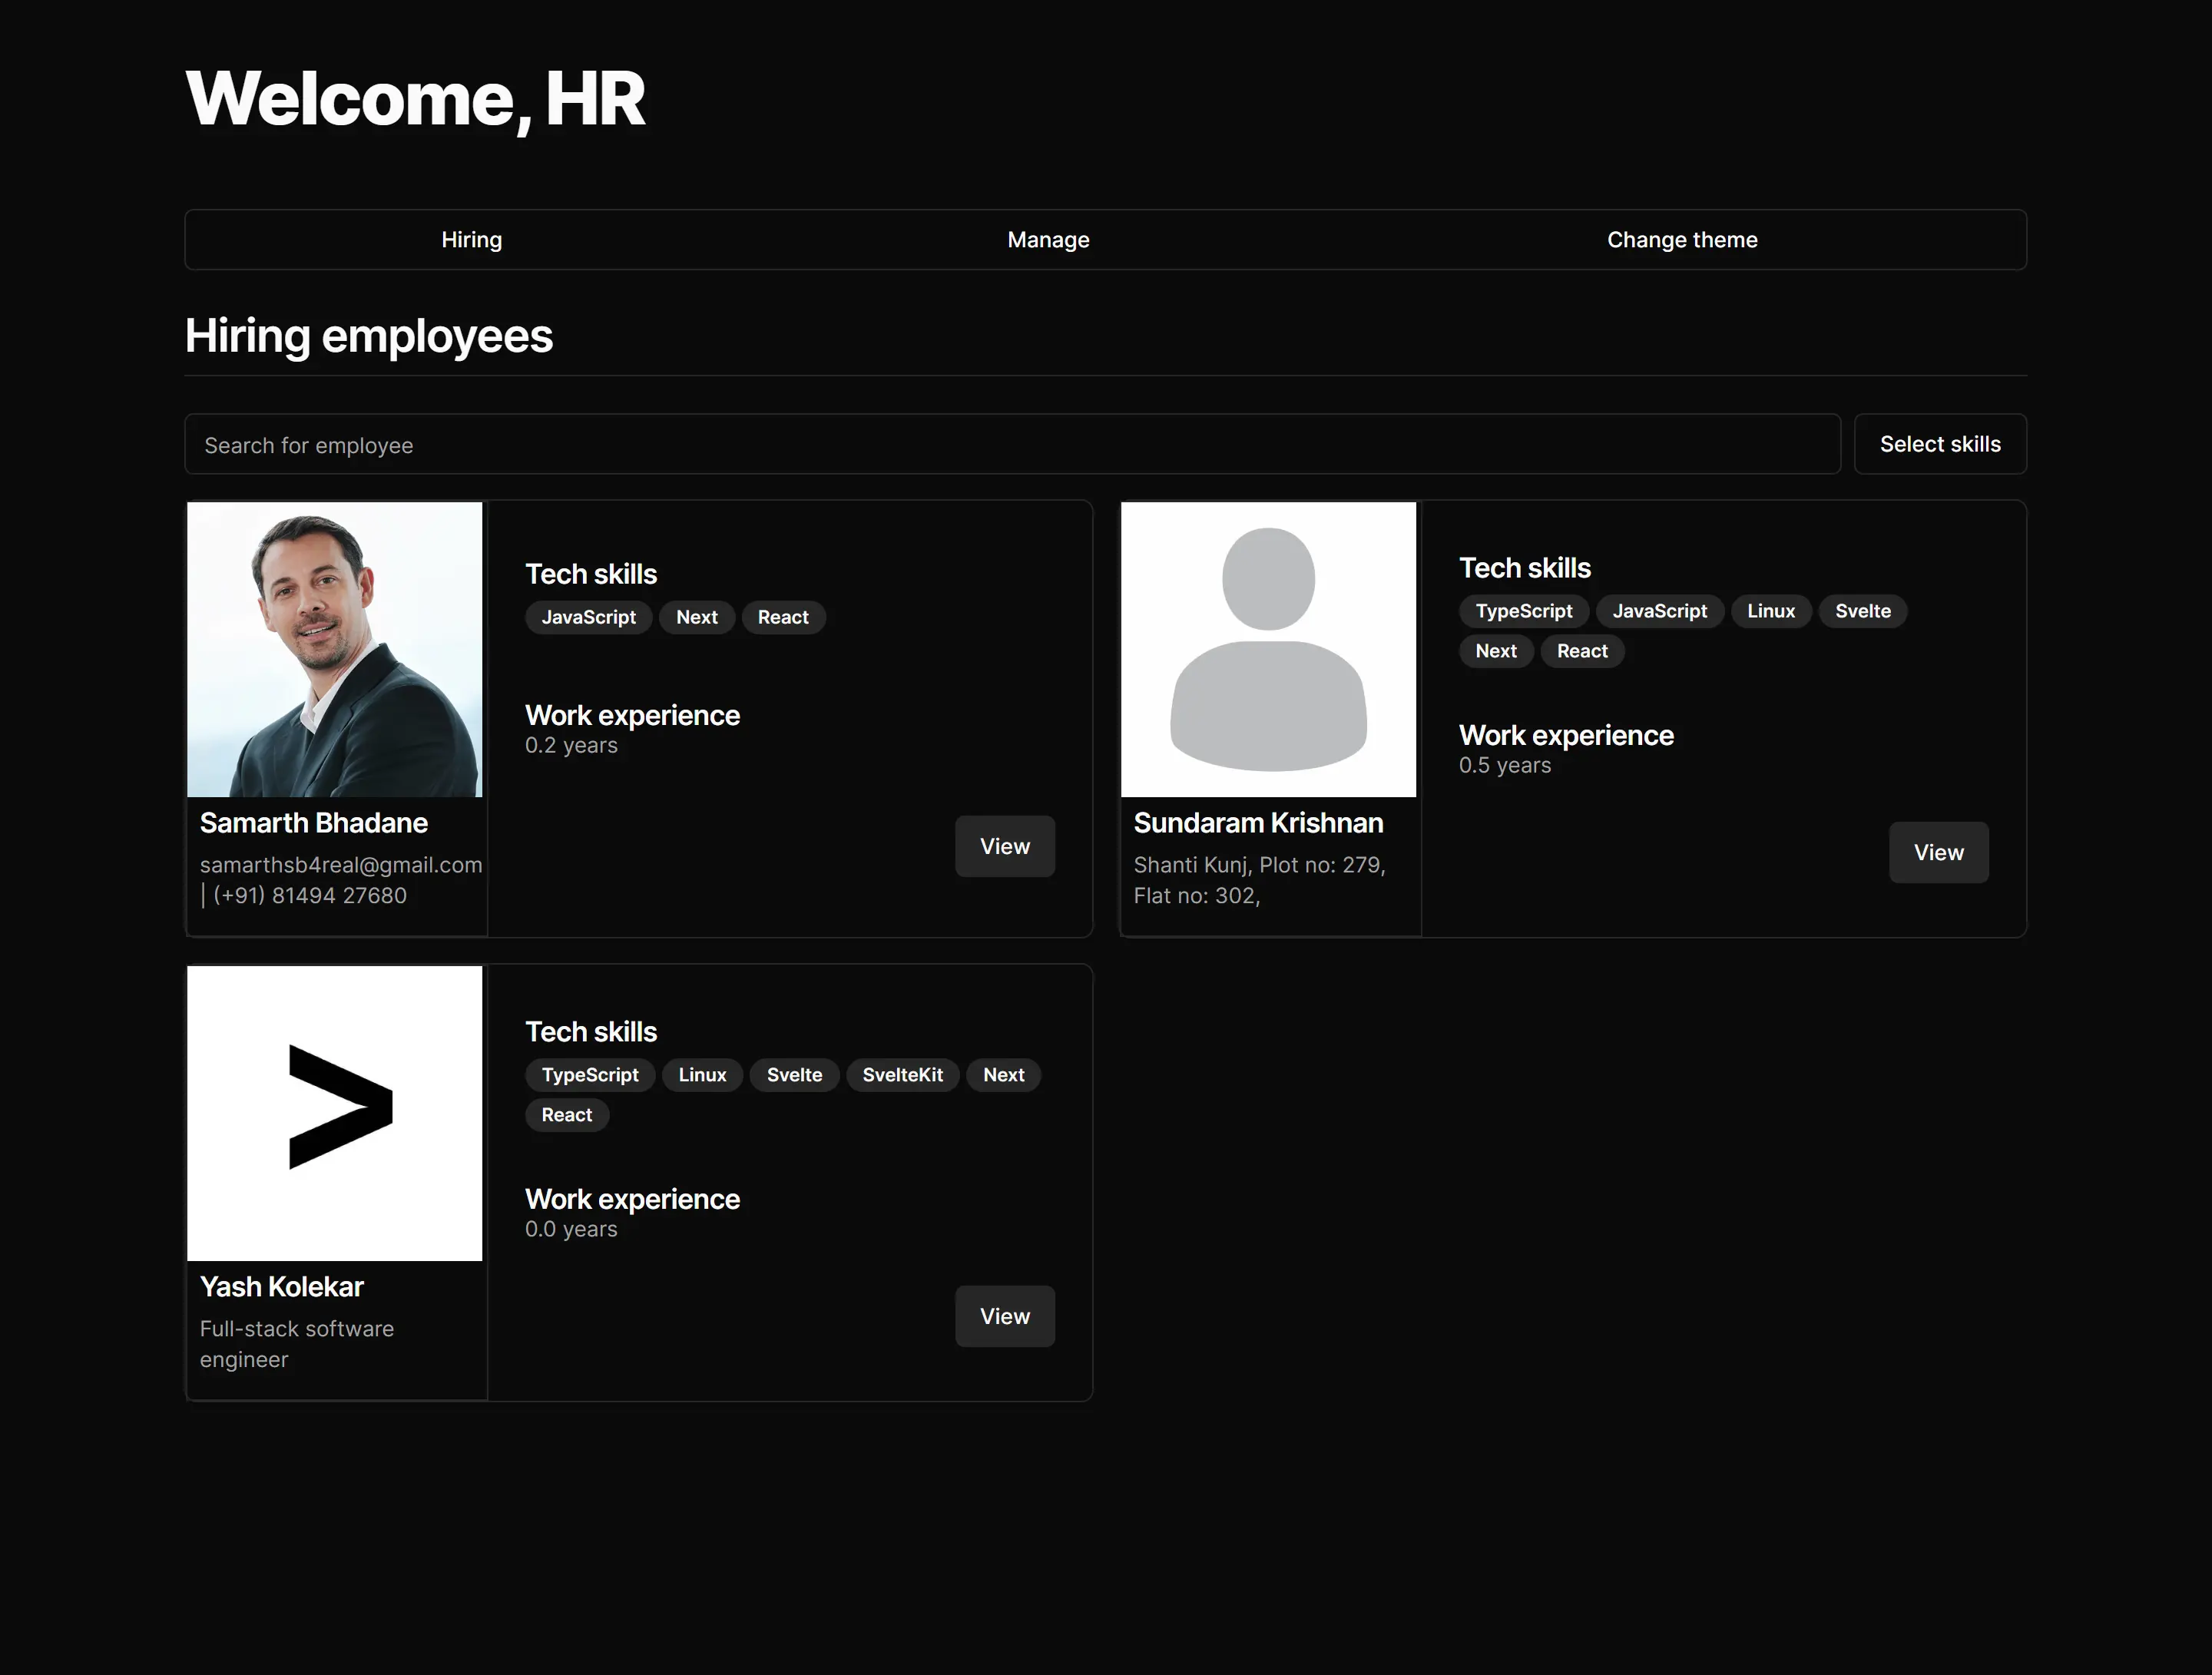 Welcome, HR
Hiring Manage Change theme
Hiring employees
Search for employee Select skills
Tech skills
JavaScript Next React
Work experience
0.2 years
Samarth Bhadane
samarthsb4real@gmail.com
| (+91) 81494 27680
View
Tech skills
TypeScript JavaScript Linux Svelte
Next React
Work experience
0.5 years
Sundaram Krishnan
Shanti Kunj, Plot no: 279,
Flat no: 302,
View
>
Tech skills
TypeScript Linux Svelte SvelteKit Next
React
Work experience
0.0 years
Yash Kolekar
Full-stack software
engineer
View